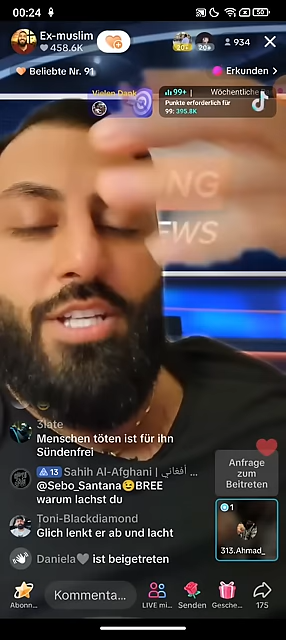 00:24
50
Ex-muslim
458.6K
20+
20+
934
Beliebte Nr. 91
Erkunden >
Vielen Dank
99+ | Wöchentliche
Punkte erforderlich für
99: 395.8K
NG
EWS
3late
Menschen töten ist für ihn
Sündenfrei
13 Sahih Al-Afghani | أفغاني ...
@Sebo_Santana😉BREE
warum lachst du
Toni-Blackdiamond
Glich lenkt er ab und lacht
Daniela🩶 ist beigetreten
Anfrage
zum
Beitreten
1
313.Ahmad_
Kommenta...
Abonn...
LIVE mi...
Senden
Gesche...
175